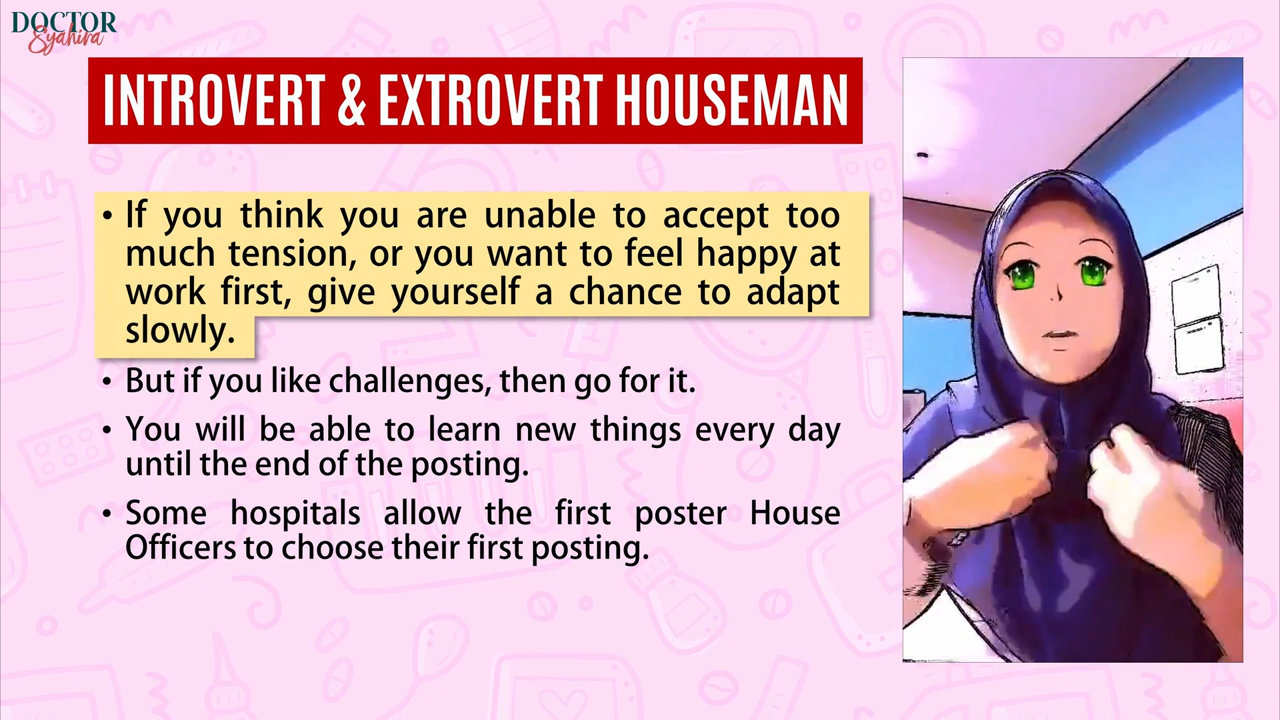 DOCTOR
Syahira
INTROVERT & EXTROVERT HOUSEMAN
• If you think you are unable to accept too
much tension, or you want to feel happy at
work first, give yourself a chance to adapt
slowly.
• But if you like challenges, then go for it.
• You will be able to learn new things every day
until the end of the posting.
• Some hospitals allow the first poster House
Officers to choose their first posting.